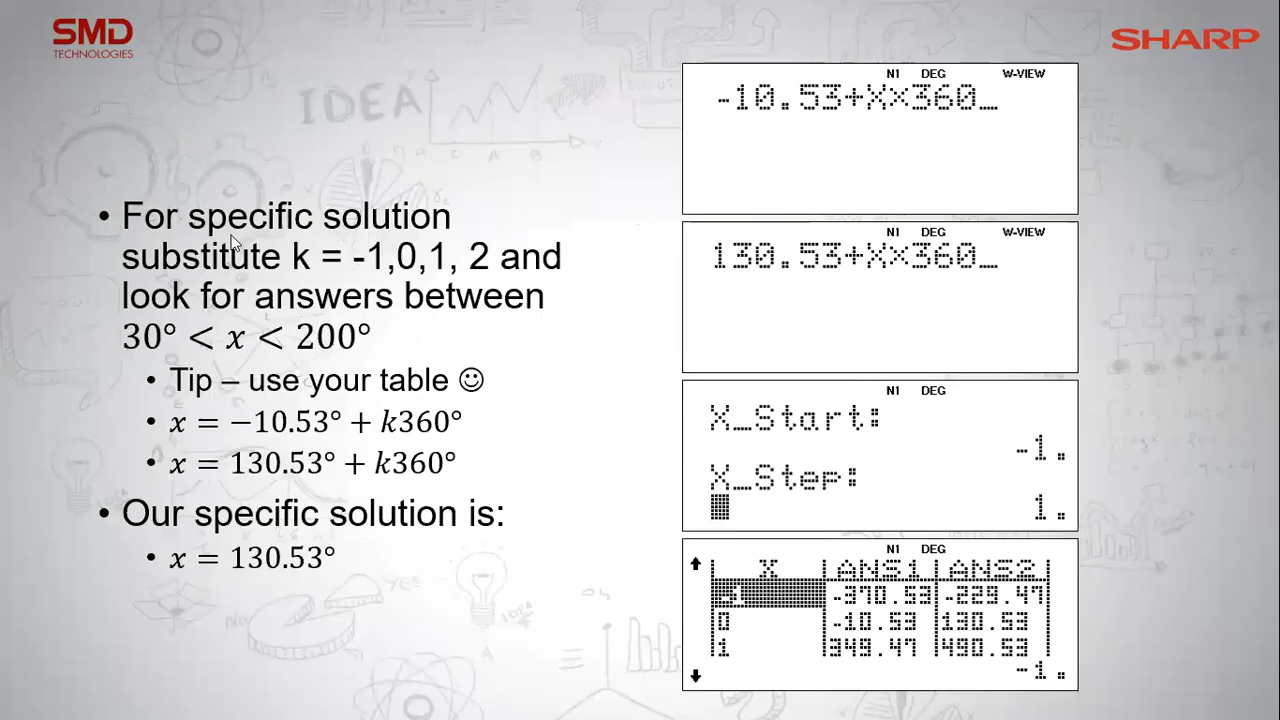 SMD
TECHNOLOGIES
SHARP
IDEA
• For specific solution
substitute k = -1,0,1, 2 and
look for answers between
30° < x < 200°
• Tip – use your table ☺
• x = −10.53° + k360°
• x = 130.53° + k360°
• Our specific solution is:
• x = 130.53°
N1 DEG W-VIEW
-10.53+X×360_
N1 DEG W-VIEW
130.53+X×360_
N1 DEG
X_Start:
-1.
X_Step:
1.
N1 DEG
X ANS1 ANS2
-1 -370.53 -229.47
0 -10.53 130.53
1 349.47 490.53
-1.